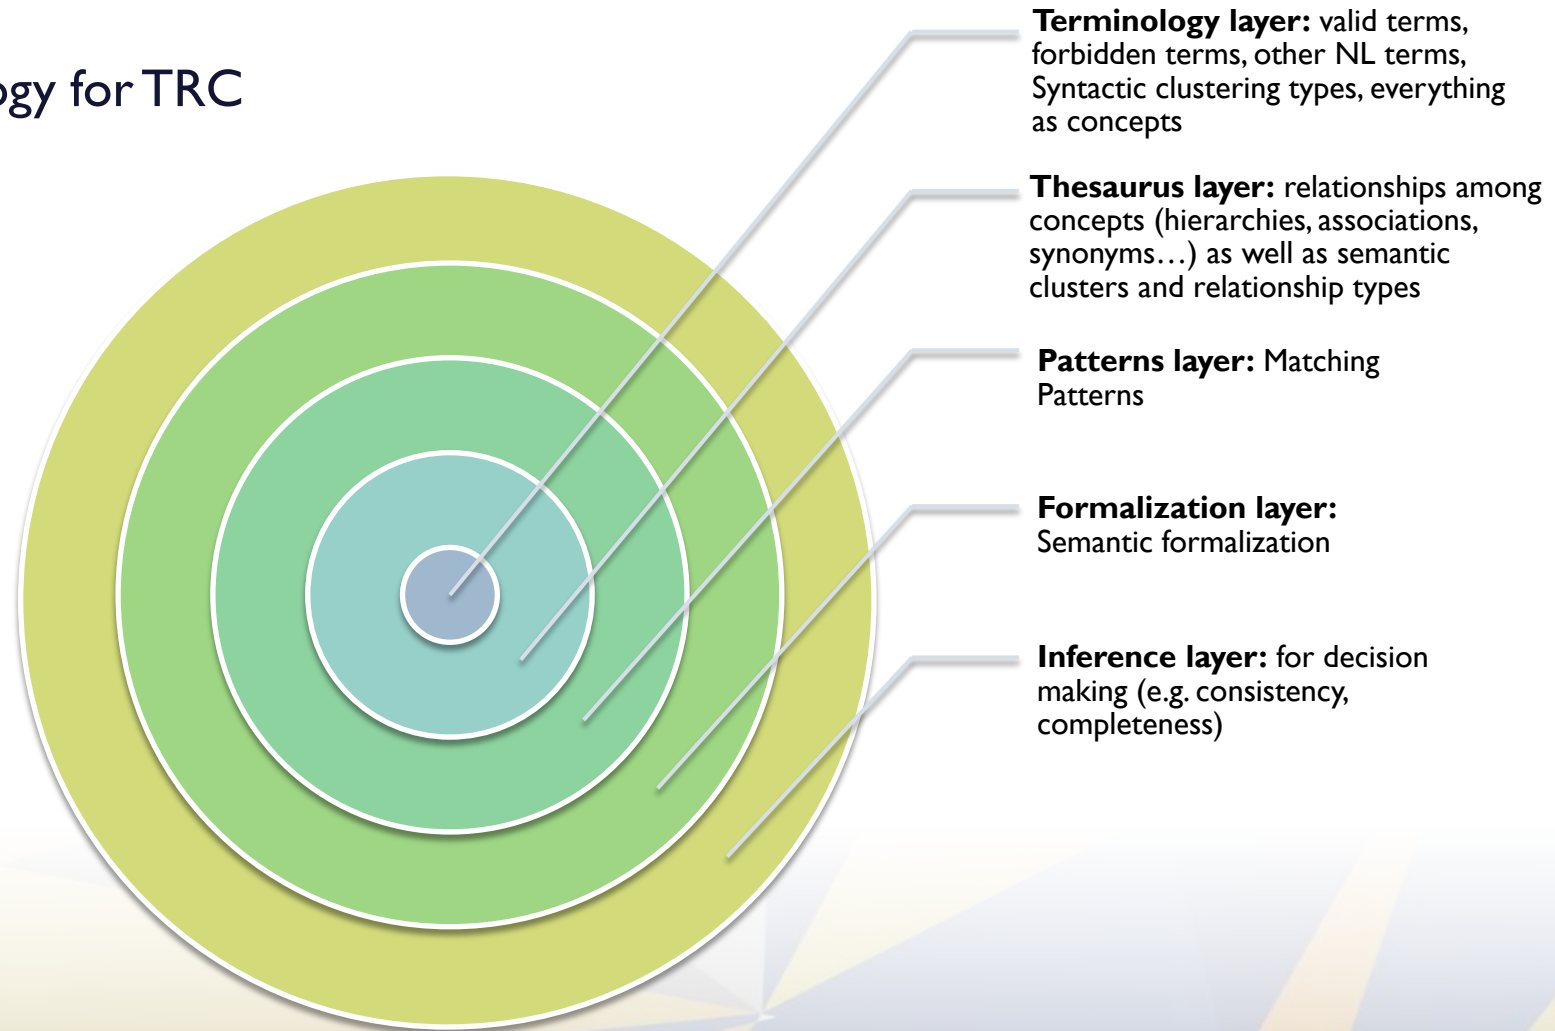 ogy for TRC
Terminology layer: valid terms,
forbidden terms, other NL terms,
Syntactic clustering types, everything
as concepts
Thesaurus layer: relationships among
concepts (hierarchies, associations,
synonyms…) as well as semantic
clusters and relationship types
Patterns layer: Matching
Patterns
Formalization layer:
Semantic formalization
Inference layer: for decision
making (e.g. consistency,
completeness)